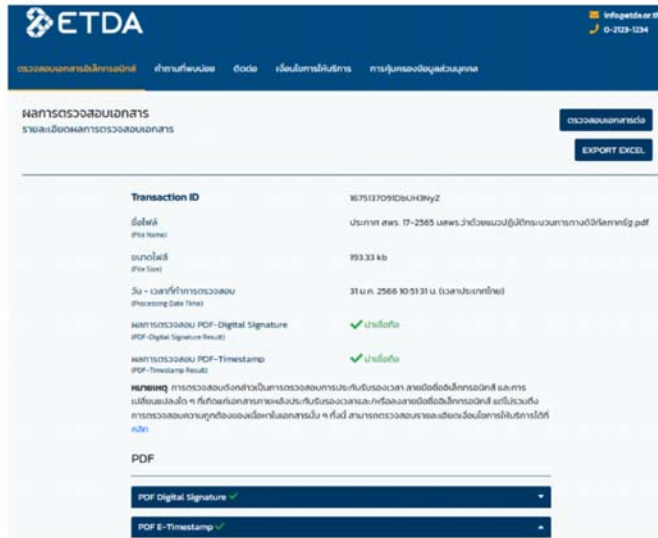 ETDA
info@etda.or.th
0-2123-1234
ตรวจสอบเอกสารอิเล็กทรอนิกส์ คำถามที่พบบ่อย ติดต่อ เงื่อนไขการให้บริการ การคุ้มครองข้อมูลส่วนบุคคล
ผลการตรวจสอบเอกสาร
รายละเอียดผลการตรวจสอบเอกสาร
ตรวจสอบเอกสารต่อ
EXPORT EXCEL
Transaction ID
ชื่อไฟล์ ประกาศ สพร. 17-2565 มสพร.ว่าด้วยแนวปฏิบัติกระบวนการทางดิจิทัลภาครัฐ.pdf
(File Name)
ขนาดไฟล์ 193.33 kb
(File Size)
วัน - เวลาที่ทำการตรวจสอบ 31 ม.ค. 2566 10:51:31 น. (เวลาประเทศไทย)
(Processing Date Time)
ผลการตรวจสอบ PDF-Digital Signature น่าเชื่อถือ
(PDF-Digital Signature Result)
ผลการตรวจสอบ PDF-Timestamp น่าเชื่อถือ
(PDF-Timestamp Result)
หมายเหตุ การตรวจสอบดังกล่าวเป็นการตรวจสอบการประทับรับรองเวลา ลายมือชื่ออิเล็กทรอนิกส์ และการ
เปลี่ยนแปลงใด ๆ ที่เกิดแก่เอกสารภายหลังประทับรับรองเวลาและ/หรือลงลายมือชื่ออิเล็กทรอนิกส์ แต่ไม่รวมถึง
การตรวจสอบความถูกต้องของเนื้อหาในเอกสารนั้น ๆ ทั้งนี้ สามารถตรวจสอบรายละเอียดเงื่อนไขการให้บริการได้ที่
คลิก
PDF
PDF Digital Signature
PDF E-Timestamp